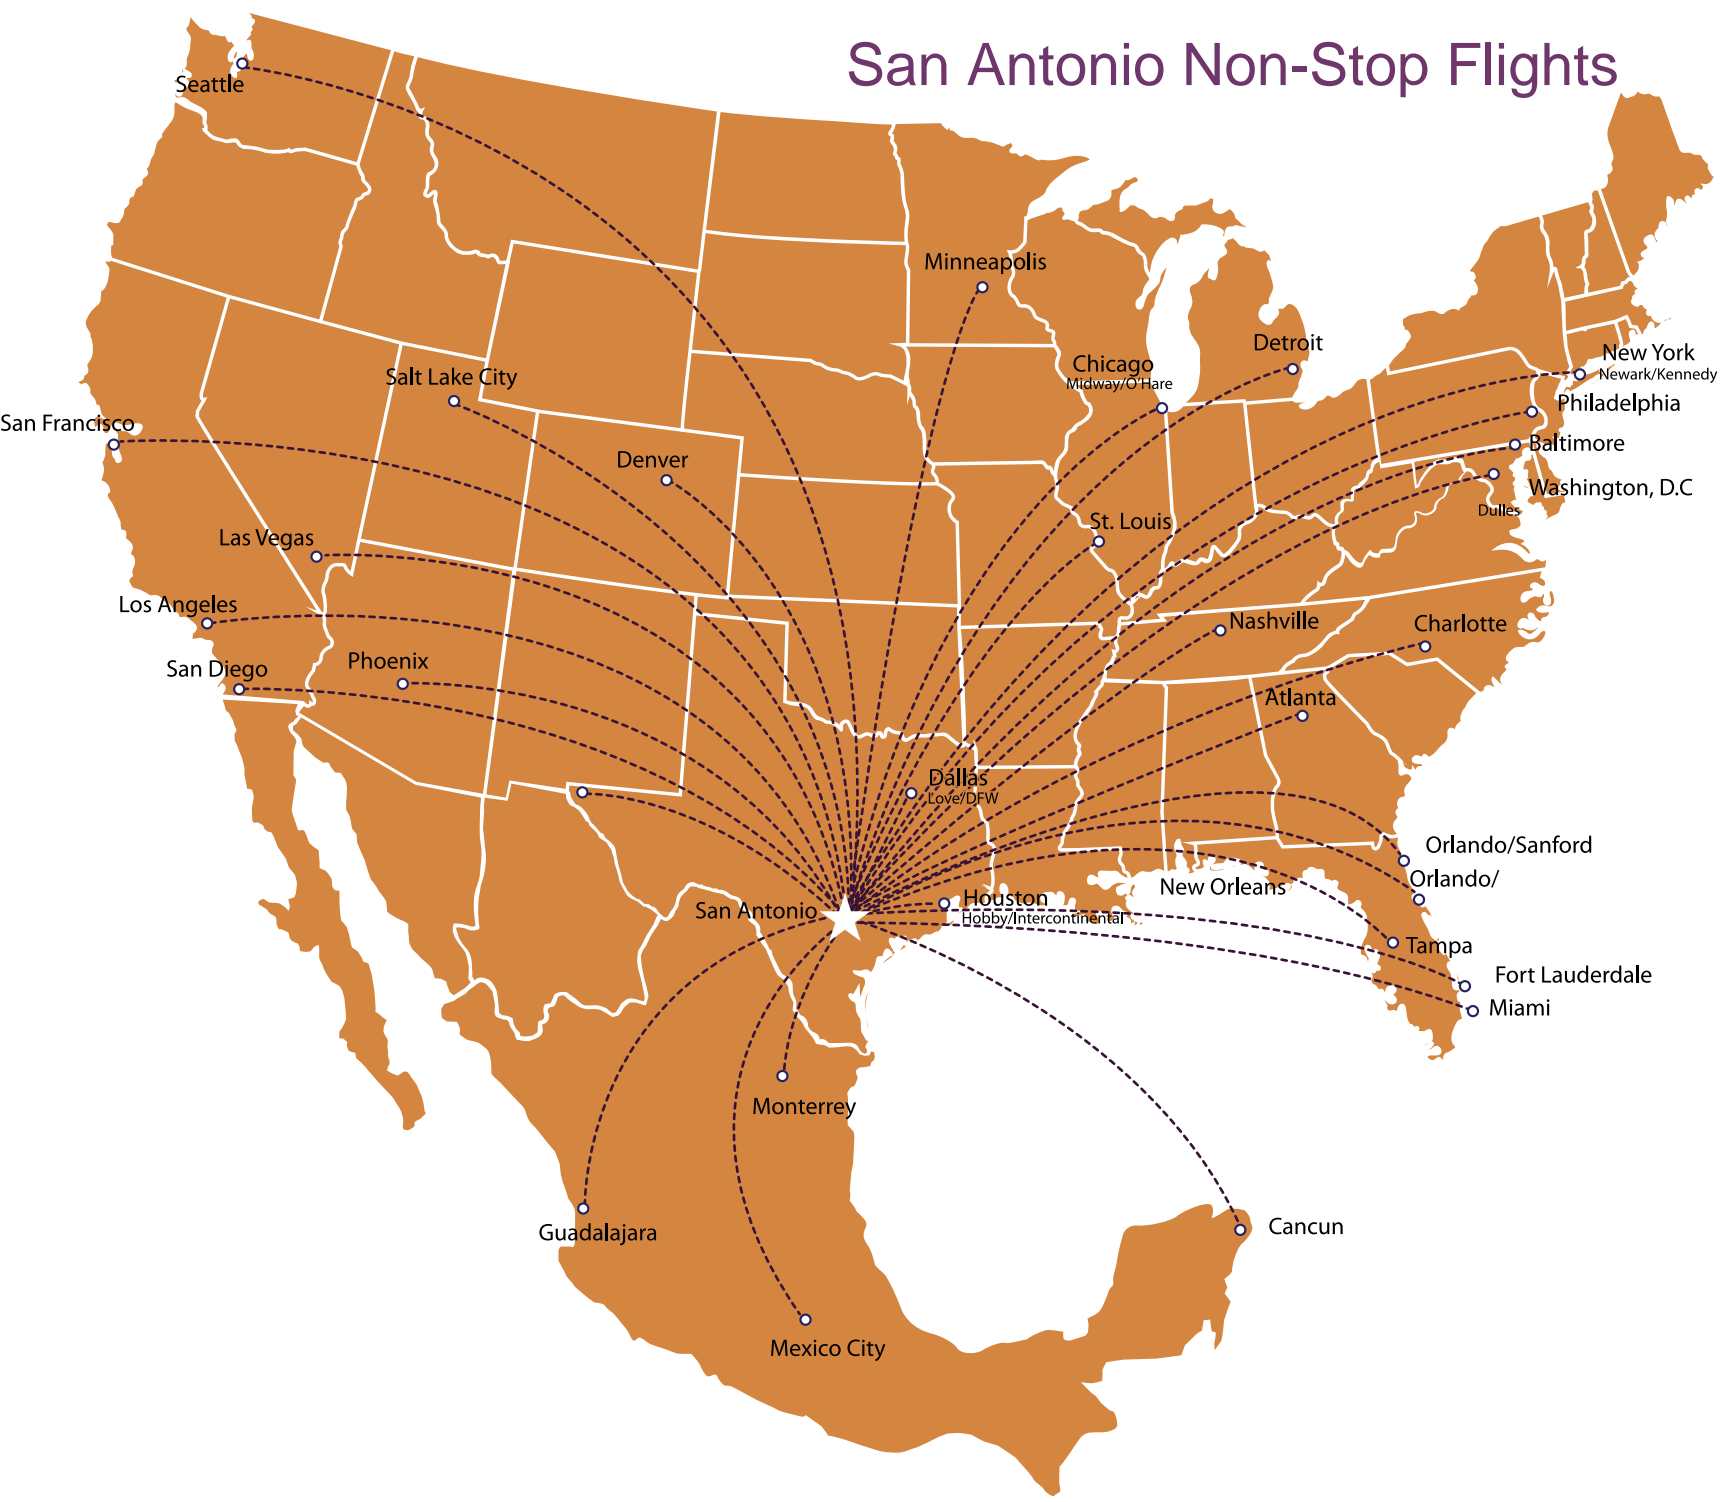 San Antonio Non-Stop Flights
Seattle
Minneapolis
Detroit
Chicago
Midway/O'Hare
New York
Newark/Kennedy
Salt Lake City
Philadelphia
San Francisco
Baltimore
Denver
Washington, D.C
Dulles
St. Louis
Las Vegas
Los Angeles
Nashville
Charlotte
San Diego
Phoenix
Atlanta
Dallas
Love/DFW
Orlando/Sanford
Orlando/
New Orleans
Houston
Hobby/Intercontinental
San Antonio
Tampa
Fort Lauderdale
Miami
Monterrey
Guadalajara
Cancun
Mexico City